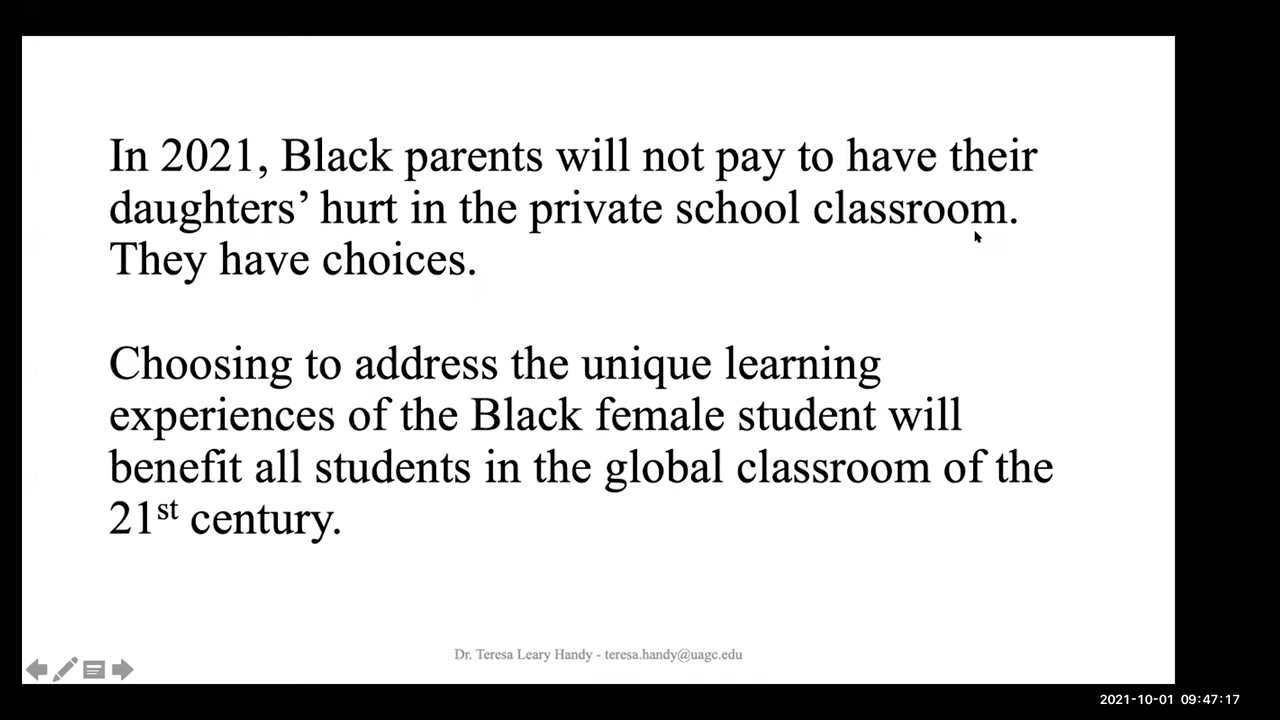 In 2021, Black parents will not pay to have their
daughters’ hurt in the private school classroom.
They have choices.
Choosing to address the unique learning
experiences of the Black female student will
benefit all students in the global classroom of the
21st century.
Dr. Teresa Leary Handy - teresa.handy@uagc.edu
2021-10-01 09:47:17